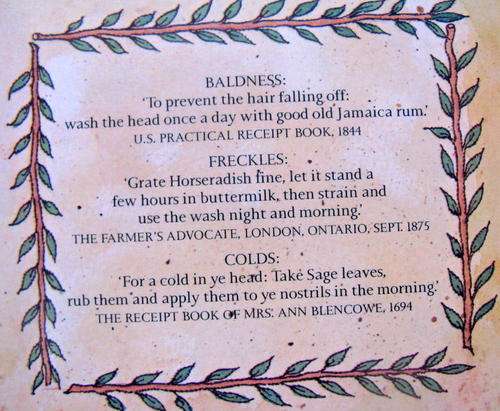 BALDNESS:
'To prevent the hair falling off:
wash the head once a day with good old Jamaica rum.'
U.S. PRACTICAL RECEIPT BOOK, 1844
FRECKLES:
'Grate Horseradish fine, let it stand a
few hours in buttermilk, then strain and
use the wash night and morning.'
THE FARMER'S ADVOCATE, LONDON, ONTARIO, SEPT. 1875
COLDS:
'For a cold in ye head: Take Sage leaves,
rub them and apply them to ye nostrils in the morning.'
THE RECEIPT BOOK OF MRS. ANN BLENCOWE, 1694